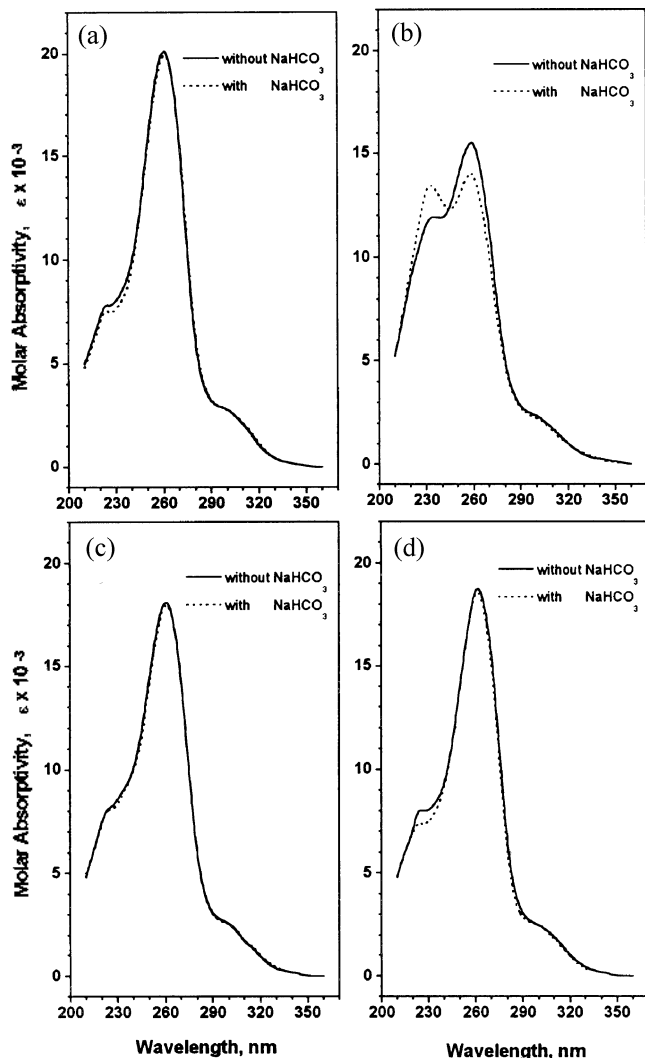 (a)
without NaHCO3
with NaHCO3
20
15
10
5
0
200 230 260 290 320 350
Molar Absorptivity, ε x 10⁻³
(b)
without NaHCO3
with NaHCO3
20
15
10
5
0
200 230 260 290 320 350
(c)
without NaHCO3
with NaHCO3
20
15
10
5
0
200 230 260 290 320 350
Molar Absorptivity, ε x 10⁻³
Wavelength, nm
(d)
without NaHCO3
with NaHCO3
20
15
10
5
0
200 230 260 290 320 350
Wavelength, nm